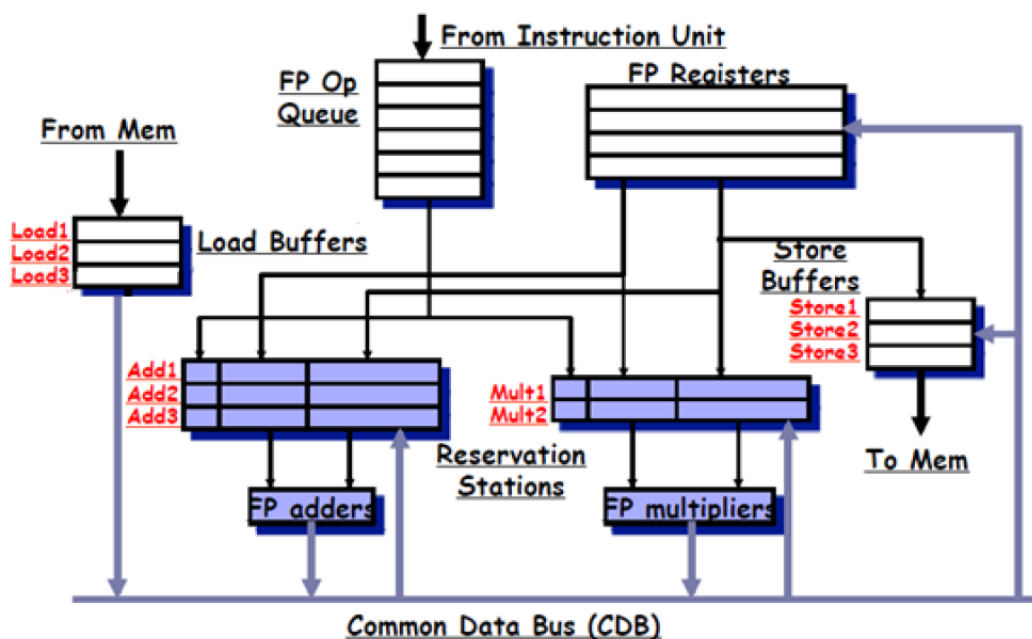 From Instruction Unit
FP Registers
FP Op
Queue
From Mem
Load1
Load2
Load3
Load Buffers
Store
Buffers
Store1
Store2
Store3
Add1
Add2
Add3
Mult1
Mult2
Reservation
Stations
To Mem
FP adders
FP multipliers
Common Data Bus (CDB)